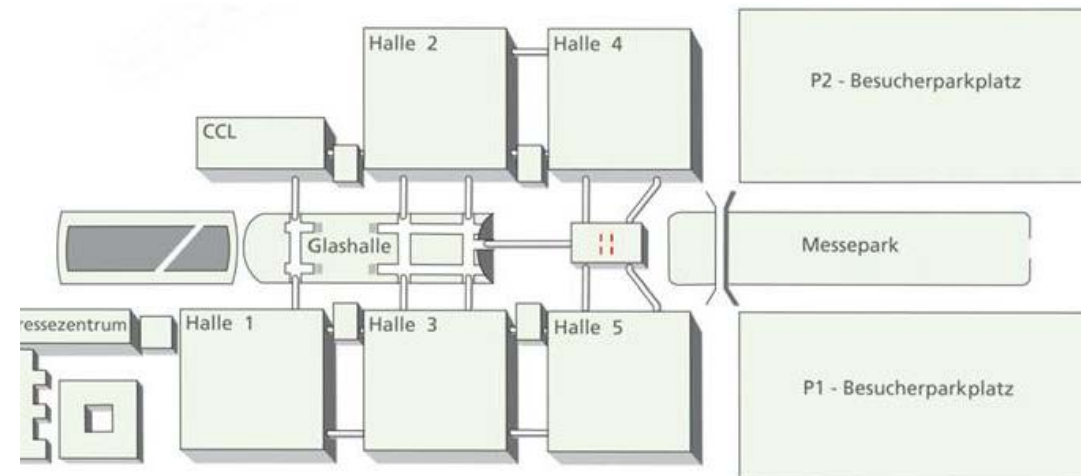 Halle 2
Halle 4
P2 - Besucherparkplatz
CCL
Glashalle
Messepark
ressezentrum
Halle 1
Halle 3
Halle 5
P1 - Besucherparkplatz